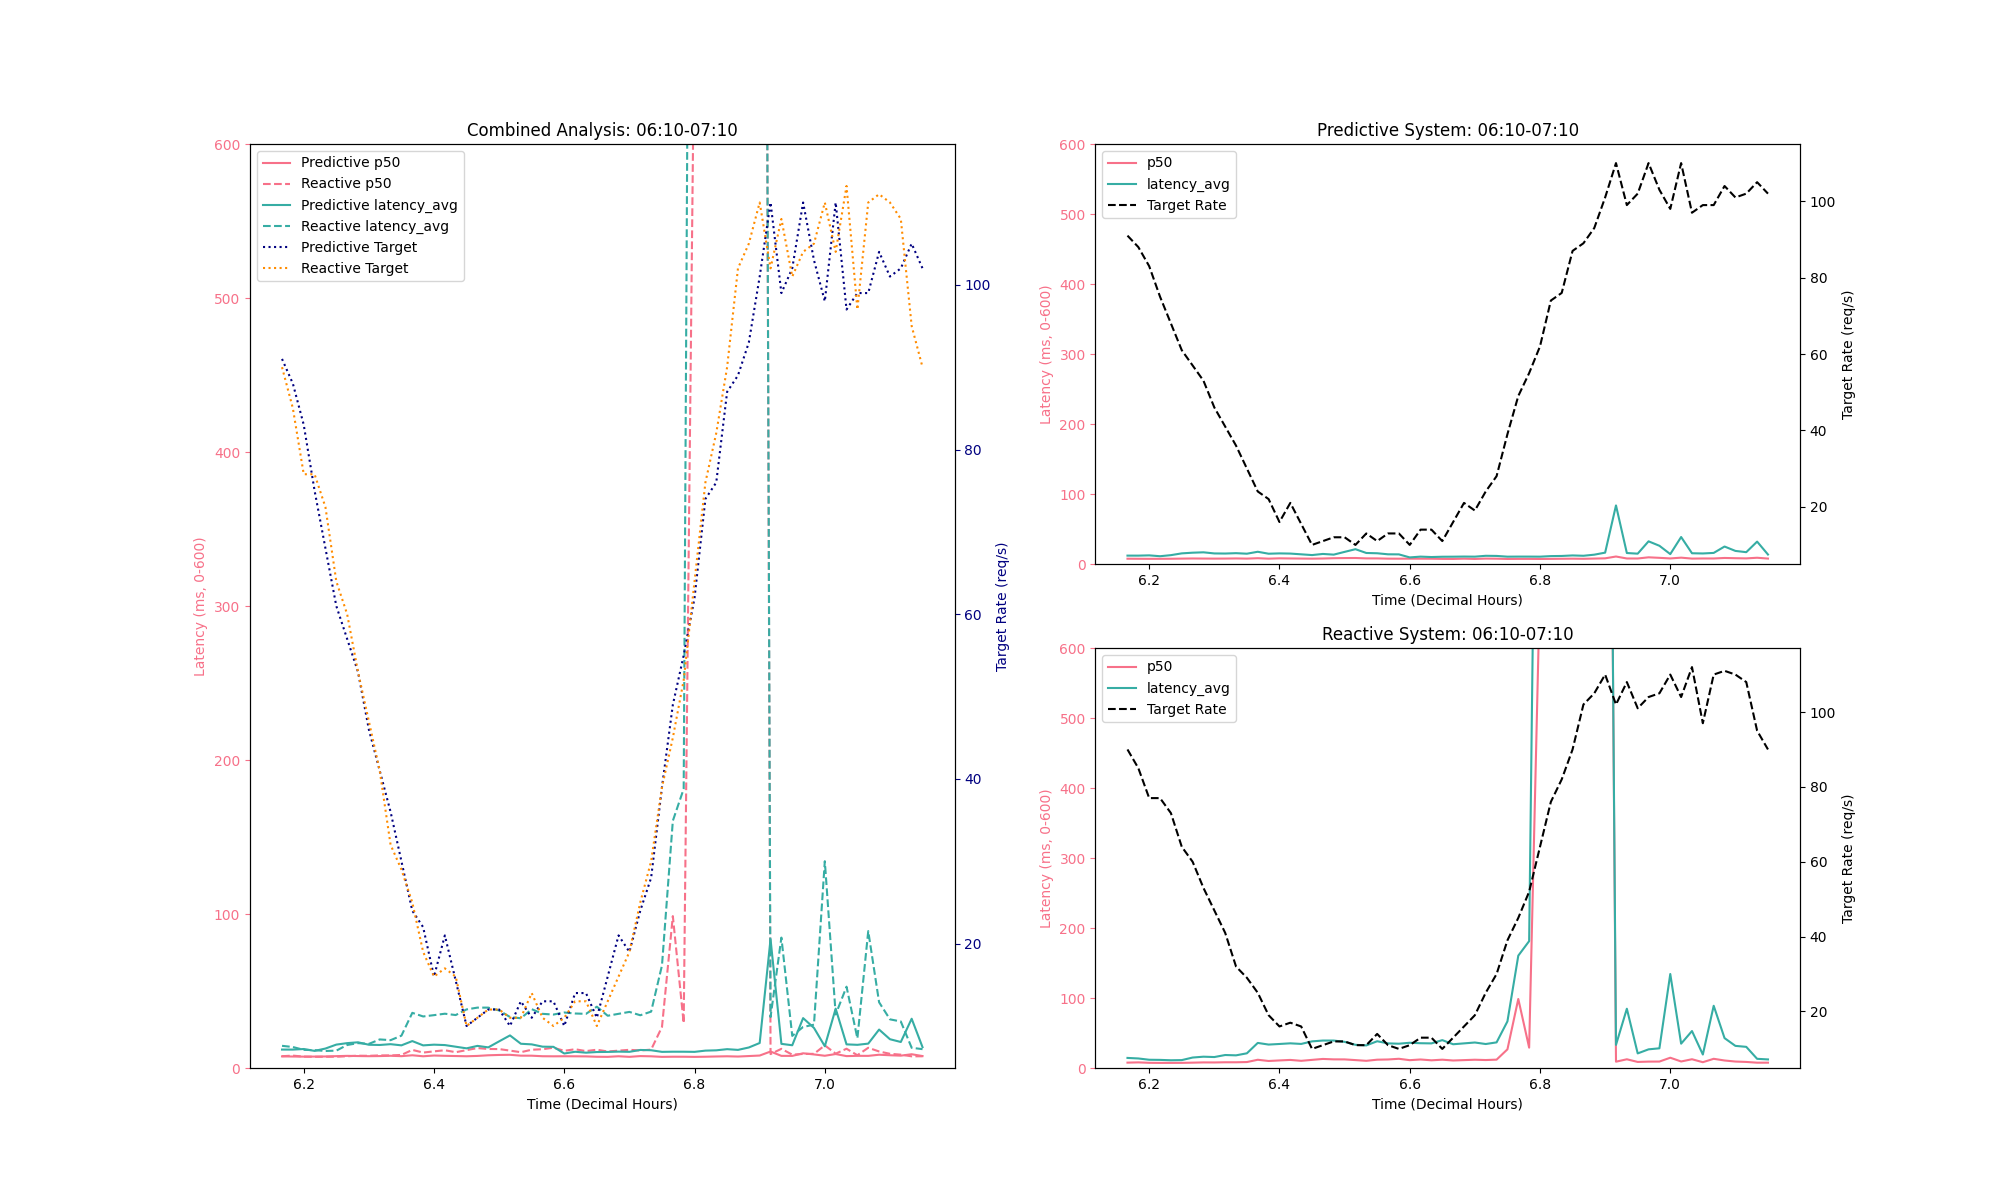 Combined Analysis: 06:10-07:10
Predictive p50
Reactive p50
Predictive latency_avg
Reactive latency_avg
Predictive Target
Reactive Target
600
500
400
300
200
100
0
Latency (ms, 0-600)
100
80
60
40
20
Target Rate (req/s)
6.2 6.4 6.6 6.8 7.0
Time (Decimal Hours)
Predictive System: 06:10-07:10
p50
latency_avg
Target Rate
600
500
400
300
200
100
0
Latency (ms, 0-600)
100
80
60
40
20
Target Rate (req/s)
6.2 6.4 6.6 6.8 7.0
Time (Decimal Hours)
Reactive System: 06:10-07:10
p50
latency_avg
Target Rate
600
500
400
300
200
100
0
Latency (ms, 0-600)
100
80
60
40
20
Target Rate (req/s)
6.2 6.4 6.6 6.8 7.0
Time (Decimal Hours)